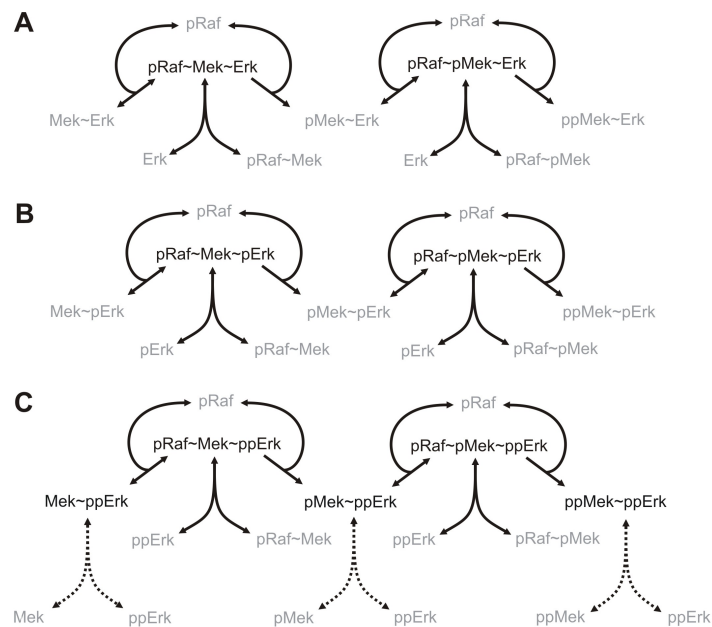 A
pRaf pRaf
pRaf~Mek~Erk pRaf~pMek~Erk
Mek~Erk pMek~Erk ppMek~Erk
Erk pRaf~Mek Erk pRaf~pMek
B
pRaf pRaf
pRaf~Mek~pErk pRaf~pMek~pErk
Mek~pErk pMek~pErk ppMek~pErk
pErk pRaf~Mek pErk pRaf~pMek
C
pRaf pRaf
pRaf~Mek~ppErk pRaf~pMek~ppErk
Mek~ppErk pMek~ppErk ppMek~ppErk
ppErk pRaf~Mek ppErk pRaf~pMek
Mek ppErk pMek ppErk ppMek ppErk